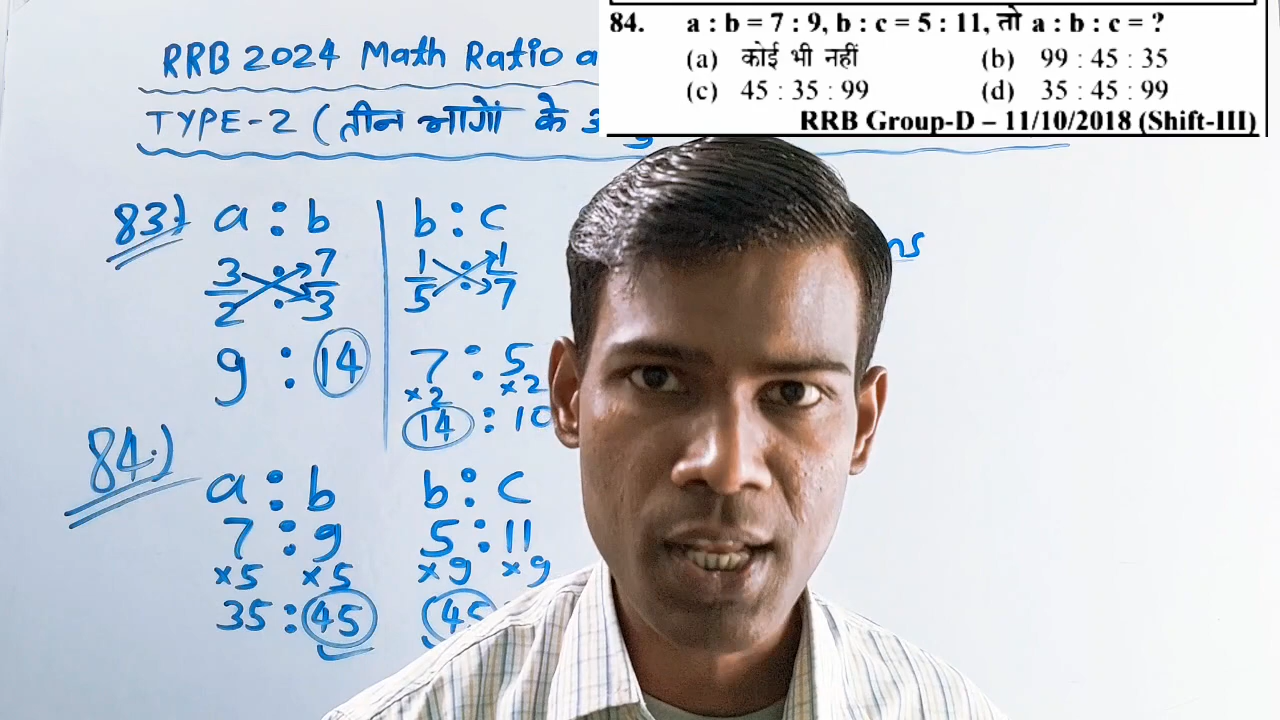 84. a : b = 7 : 9, b : c = 5 : 11, तो a : b : c = ?
(a) कोई भी नहीं (b) 99 : 45 : 35
(c) 45 : 35 : 99 (d) 35 : 45 : 99
RRB Group-D – 11/10/2018 (Shift-III)
RRB 2024 Math Ratio
TYPE-2 (तीन भागों के
83) a : b b : c
3/2 : 7/3 1/5 : 1/7
9 : 14 7 : 5
×2 ×2
14 : 10
84.) a : b b : c
7 : 9 5 : 11
×5 ×5 ×9 ×9
35 : 45 45